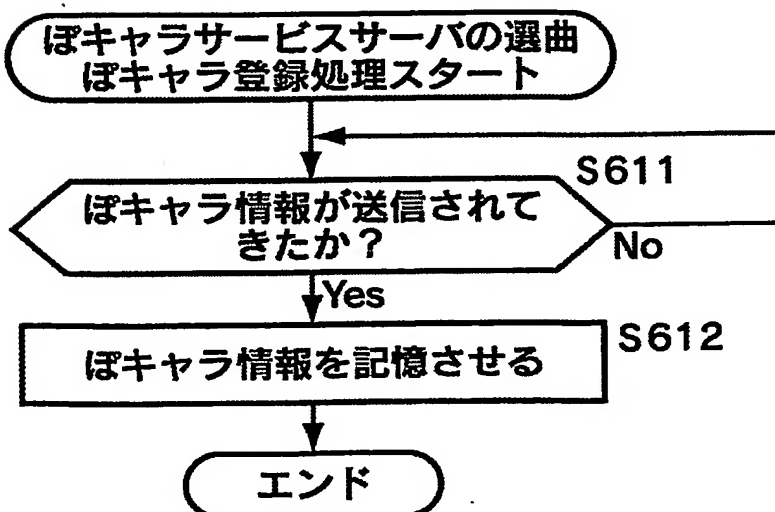 ぽキャラサービスサーバの選曲
ぽキャラ登録処理スタート
S611
ぽキャラ情報が送信されて
きたか？
No
Yes
S612
ぽキャラ情報を記憶させる
エンド